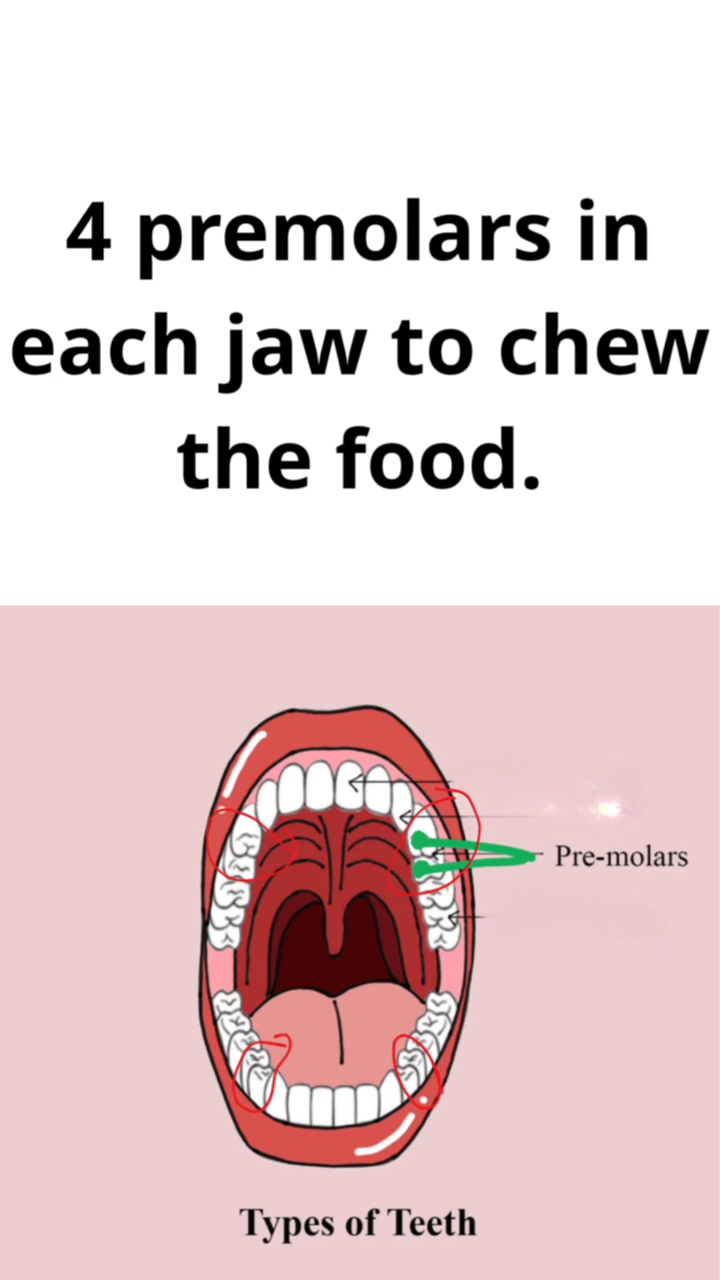 4 premolars in
each jaw to chew
the food.
Pre-molars
Types of Teeth